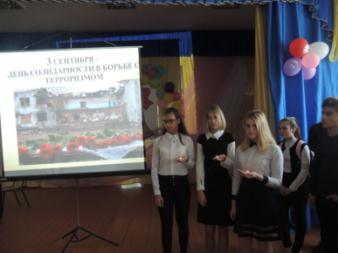 3 СЕНТЯБРЯ –
ДЕНЬ СОЛИДАРНОСТИ В БОРЬБЕ С
ТЕРРОРИЗМОМ